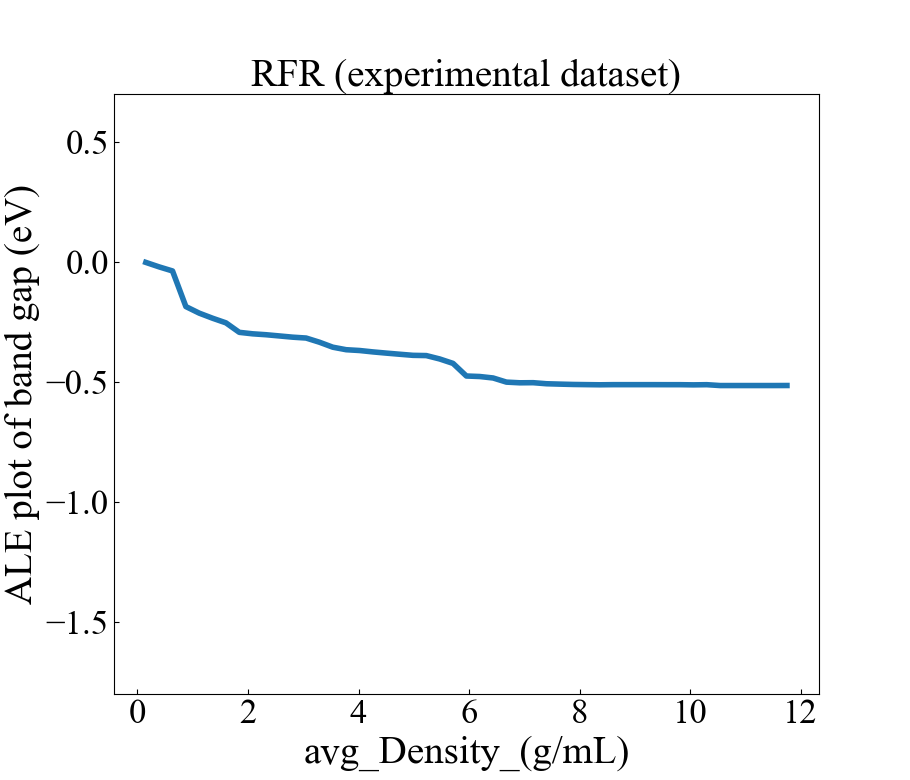 RFR (experimental dataset)
ALE plot of band gap (eV)
0.5
0.0
−0.5
−1.0
−1.5
0 2 4 6 8 10 12
avg_Density_(g/mL)